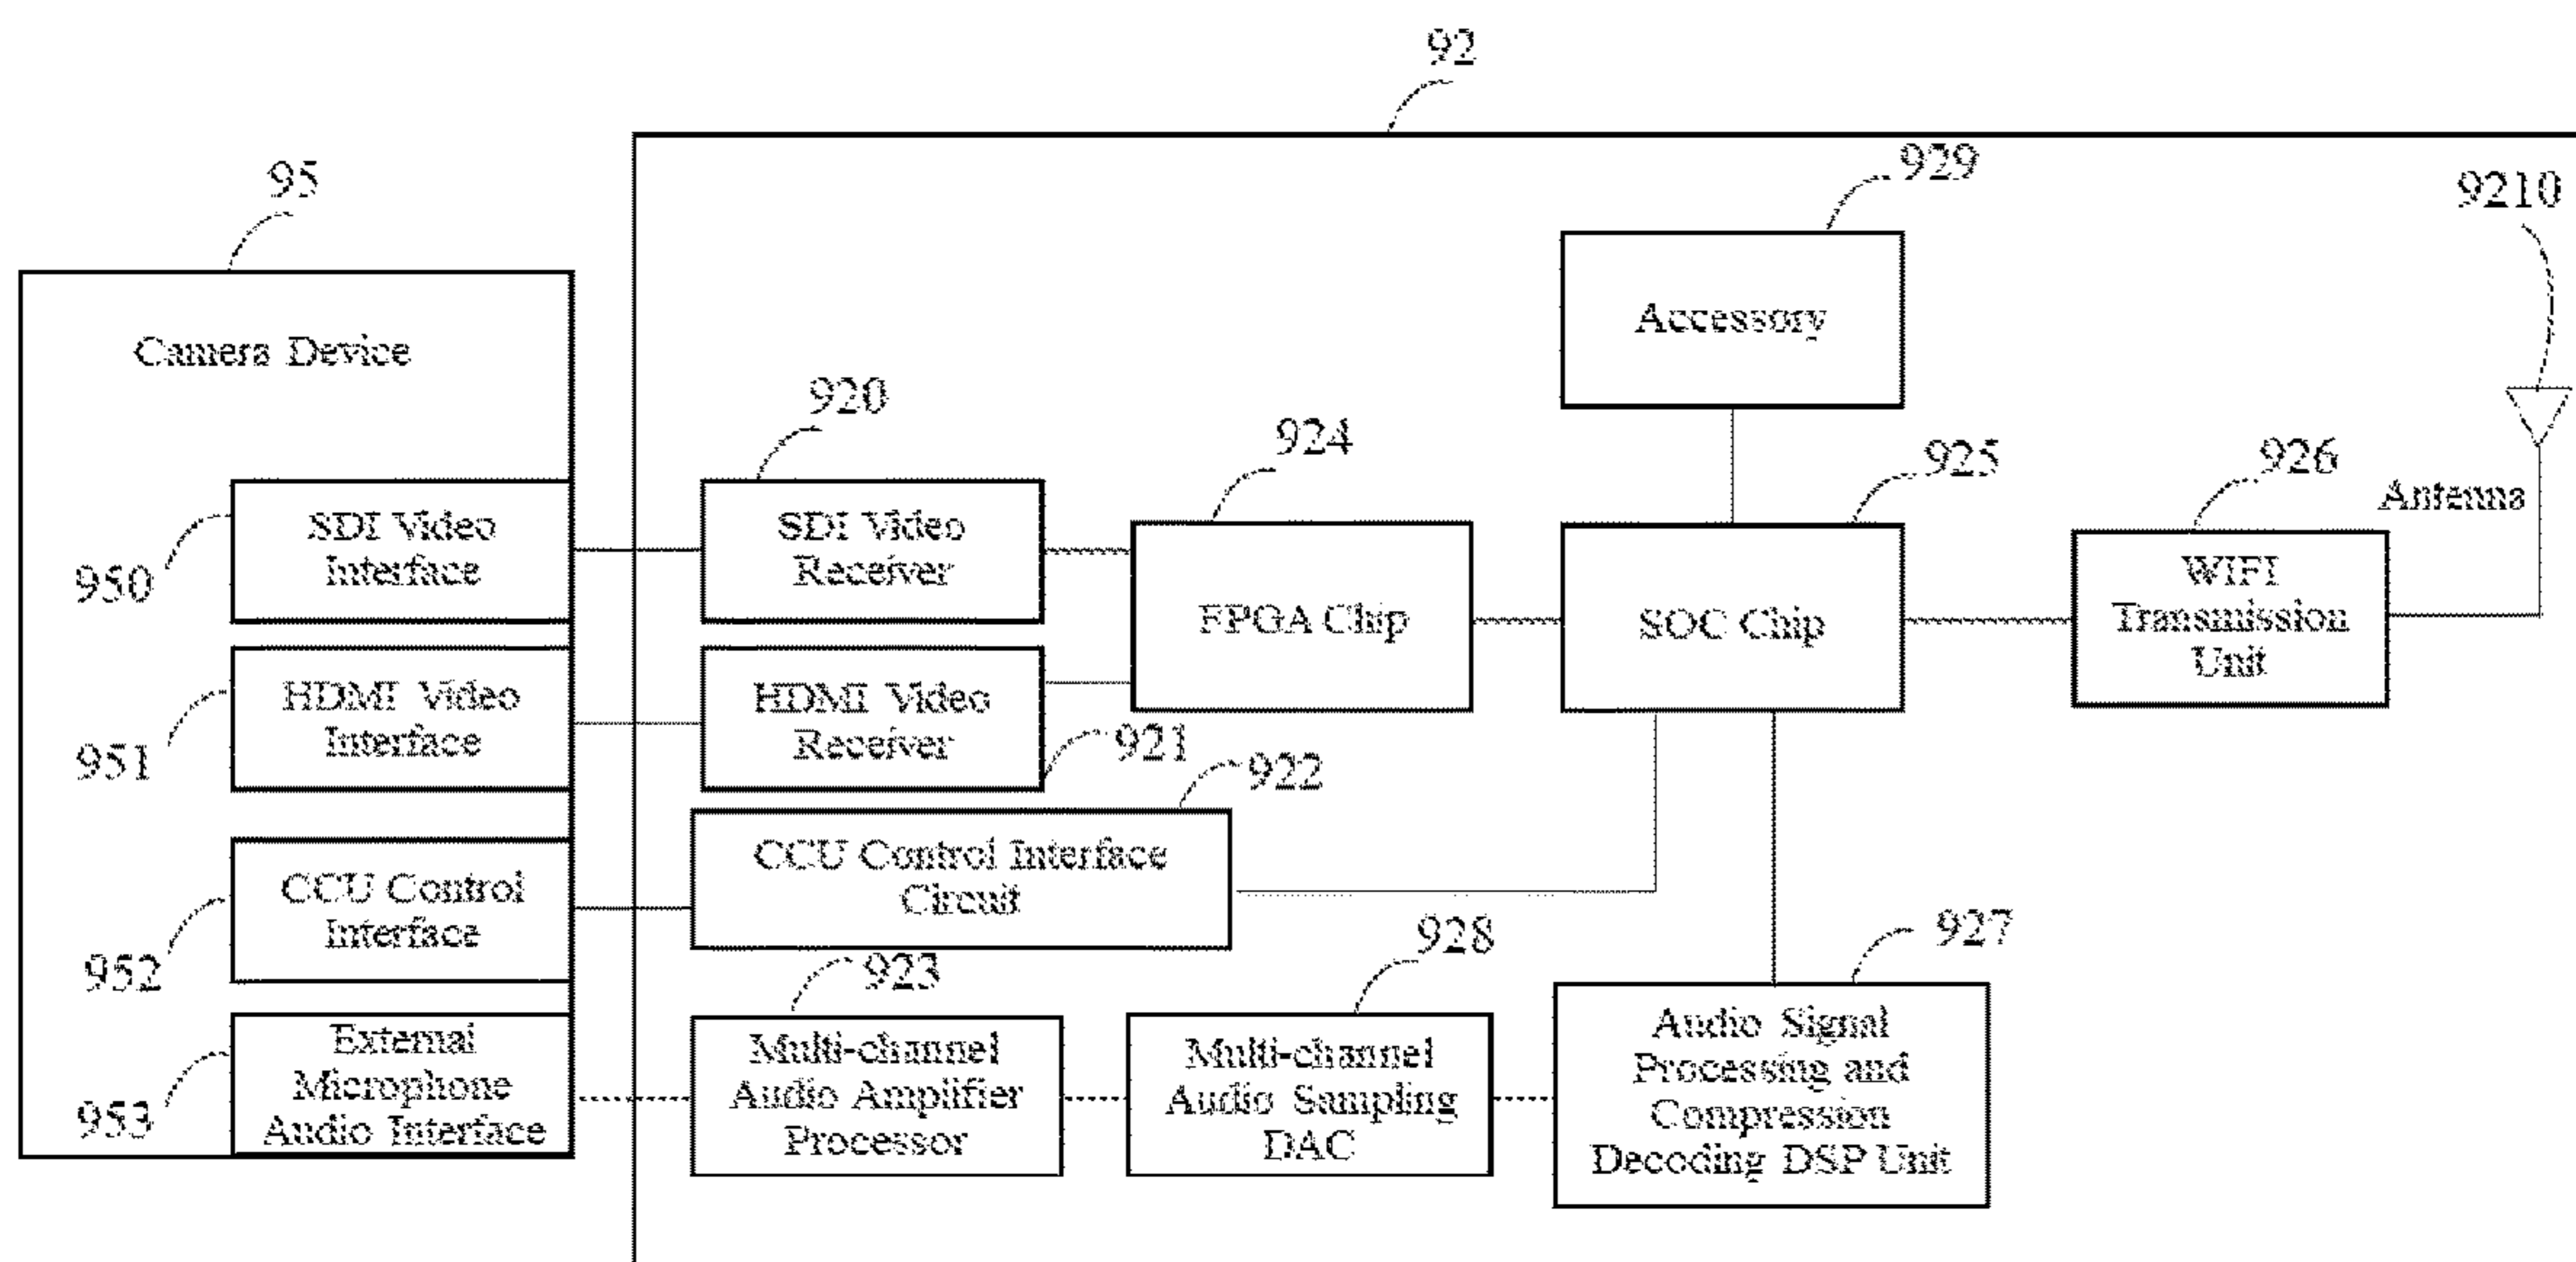 92
929
9210
95
Accessory
Camera Device
920
924
925
926
Antenna
SDI Video
Interface
950
SDI Video
Receiver
FPGA Chip
SOC Chip
WIFI
Transmission
Unit
HDMI Video
Interface
951
HDMI Video
Receiver
921
922
CCU Control
Interface
952
CCU Control Interface
Circuit
923
928
927
External
Microphone
Audio Interface
953
Multi-channel
Audio Amplifier
Processor
Multi-channel
Audio Sampling
DAC
Audio Signal
Processing and
Compression
Decoding DSP Unit